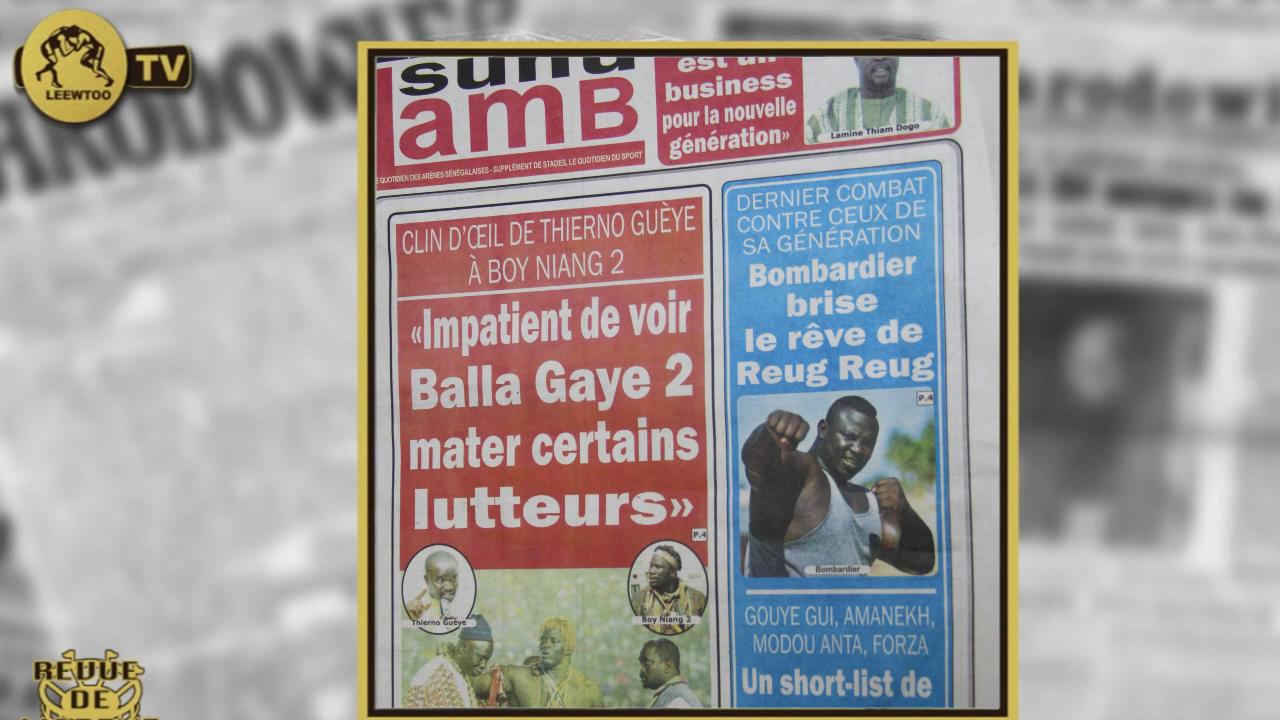 LEEWTOO
TV
sunu
lamB
LE QUOTIDIEN DES ARÈNES SÉNÉGALAISES - SUPPLÉMENT DE STADES, LE QUOTIDIEN DU SPORT
est un
business
pour la nouvelle
génération»
Lamine Thiam Dogo
CLIN D'ŒIL DE THIERNO GUÈYE
À BOY NIANG 2
«Impatient de voir
Balla Gaye 2
mater certains
lutteurs»
P.4
Thierno Guèye
Boy Niang 2
DERNIER COMBAT
CONTRE CEUX DE
SA GÉNÉRATION
Bombardier
brise
le rêve de
Reug Reug
P.4
Bombardier
GOUYE GUI, AMANEKH,
MODOU ANTA, FORZA
Un short-list de
REVUE
DE